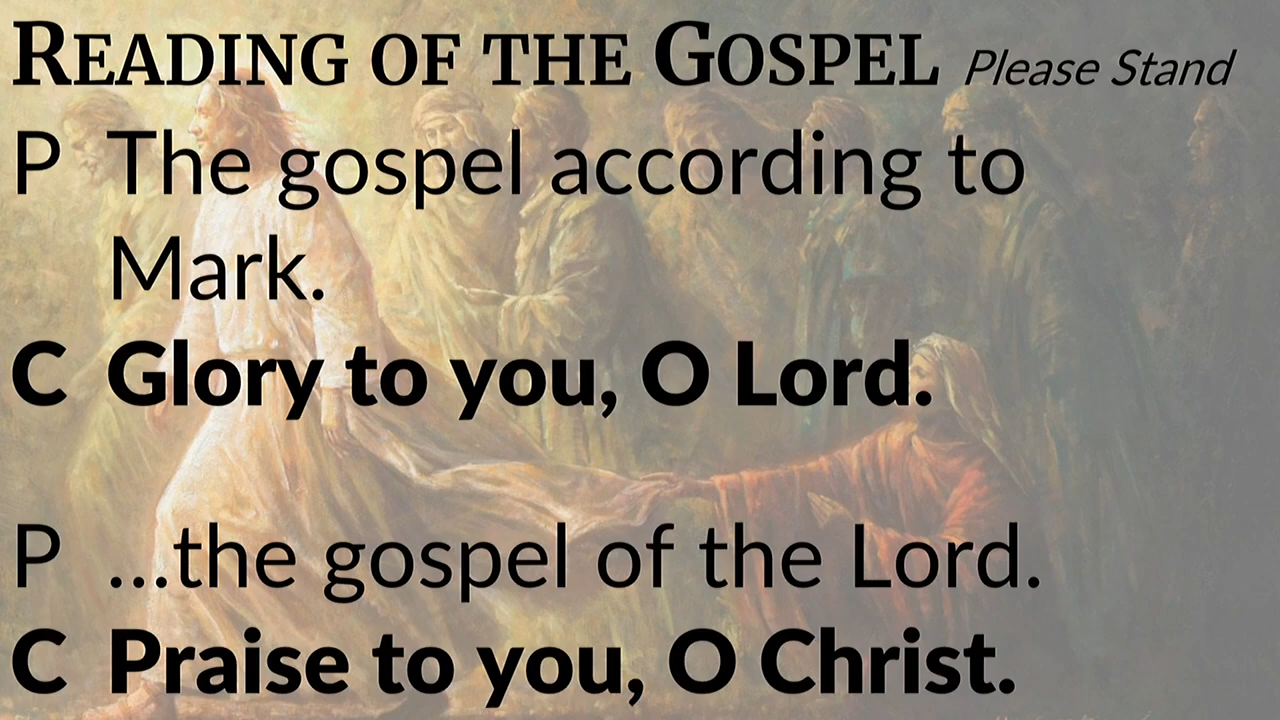 READING OF THE GOSPEL Please Stand
P The gospel according to
Mark.
C Glory to you, O Lord.
P ...the gospel of the Lord.
C Praise to you, O Christ.